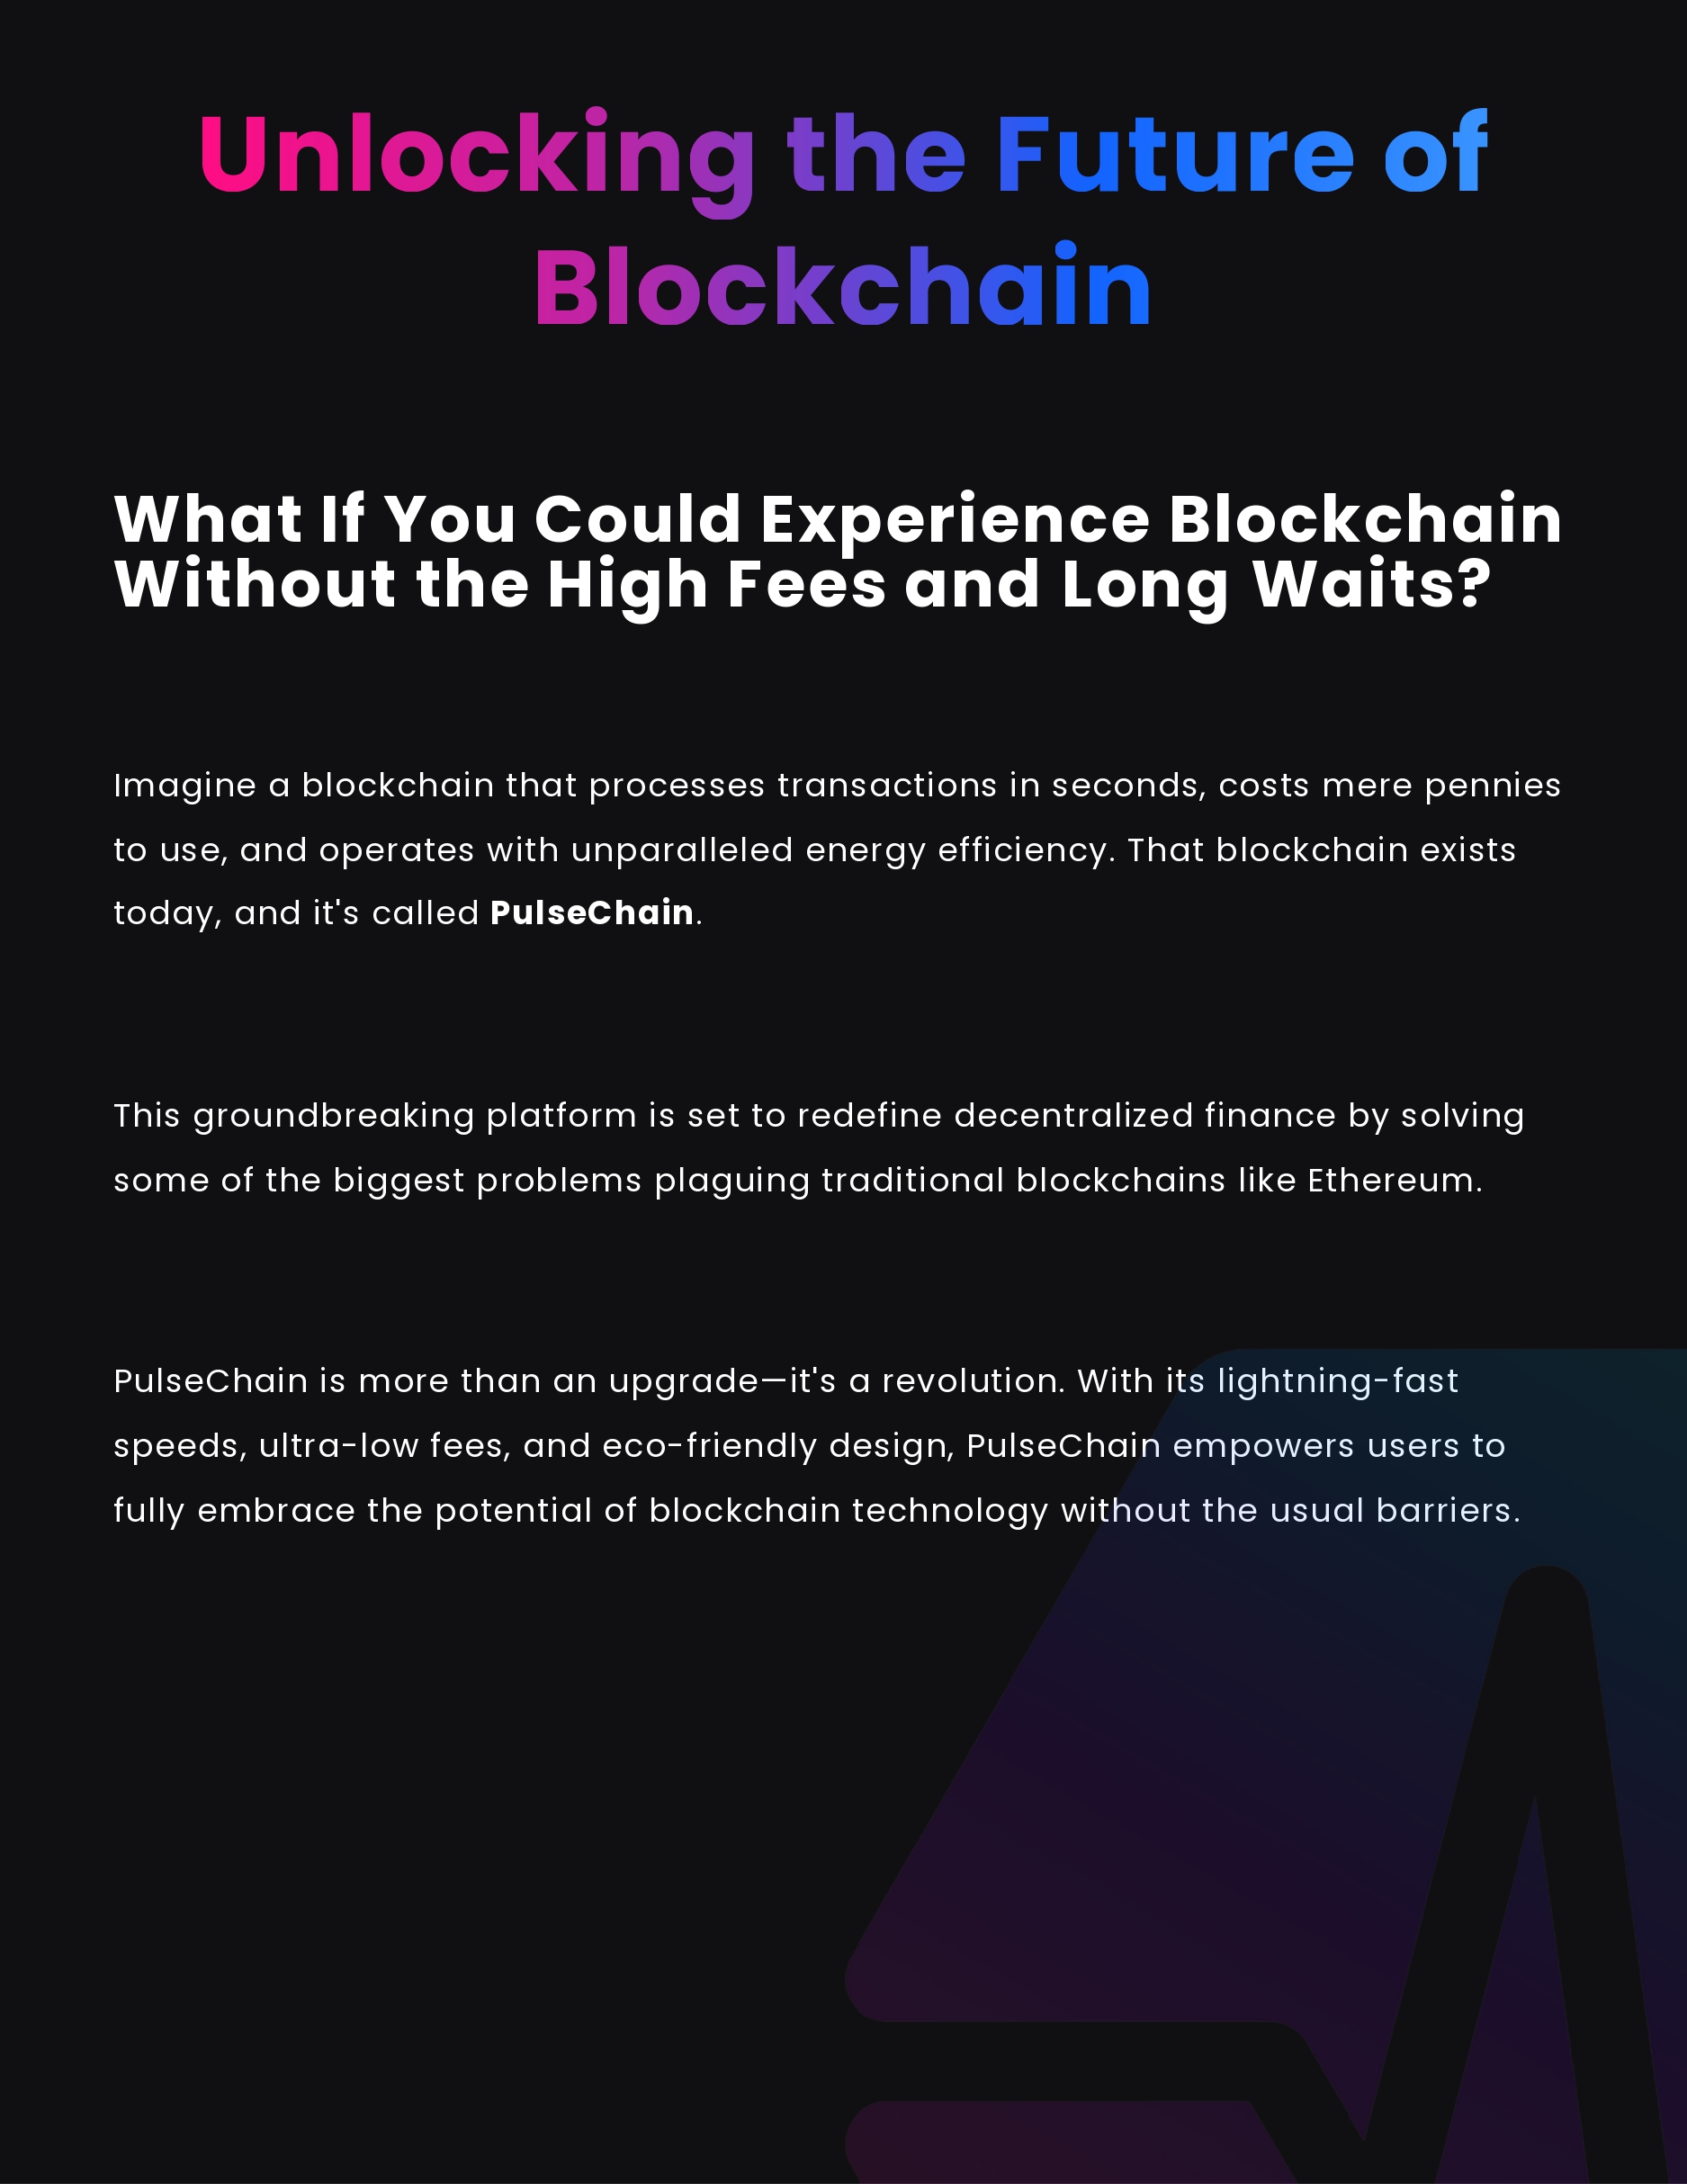 Unlocking the Future of
Blockchain
What If You Could Experience Blockchain
Without the High Fees and Long Waits?
Imagine a blockchain that processes transactions in seconds, costs mere pennies
to use, and operates with unparalleled energy efficiency. That blockchain exists
today, and it's called PulseChain.
This groundbreaking platform is set to redefine decentralized finance by solving
some of the biggest problems plaguing traditional blockchains like Ethereum.
PulseChain is more than an upgrade—it's a revolution. With its lightning-fast
speeds, ultra-low fees, and eco-friendly design, PulseChain empowers users to
fully embrace the potential of blockchain technology without the usual barriers.